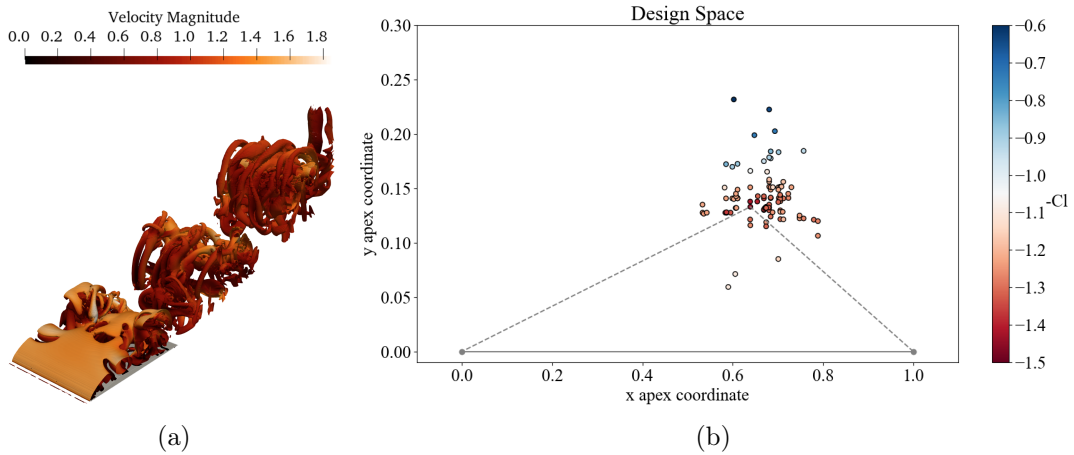 Velocity Magnitude
0.0 0.2 0.4 0.6 0.8 1.0 1.2 1.4 1.6 1.8
(a)
Design Space
0.30
0.25
0.20
0.15
0.10
0.05
0.00
y apex coordinate
0.0 0.2 0.4 0.6 0.8 1.0
x apex coordinate
−0.6
−0.7
−0.8
−0.9
−1.0
−1.1
−1.2
−1.3
−1.4
−1.5
-Cl
(b)